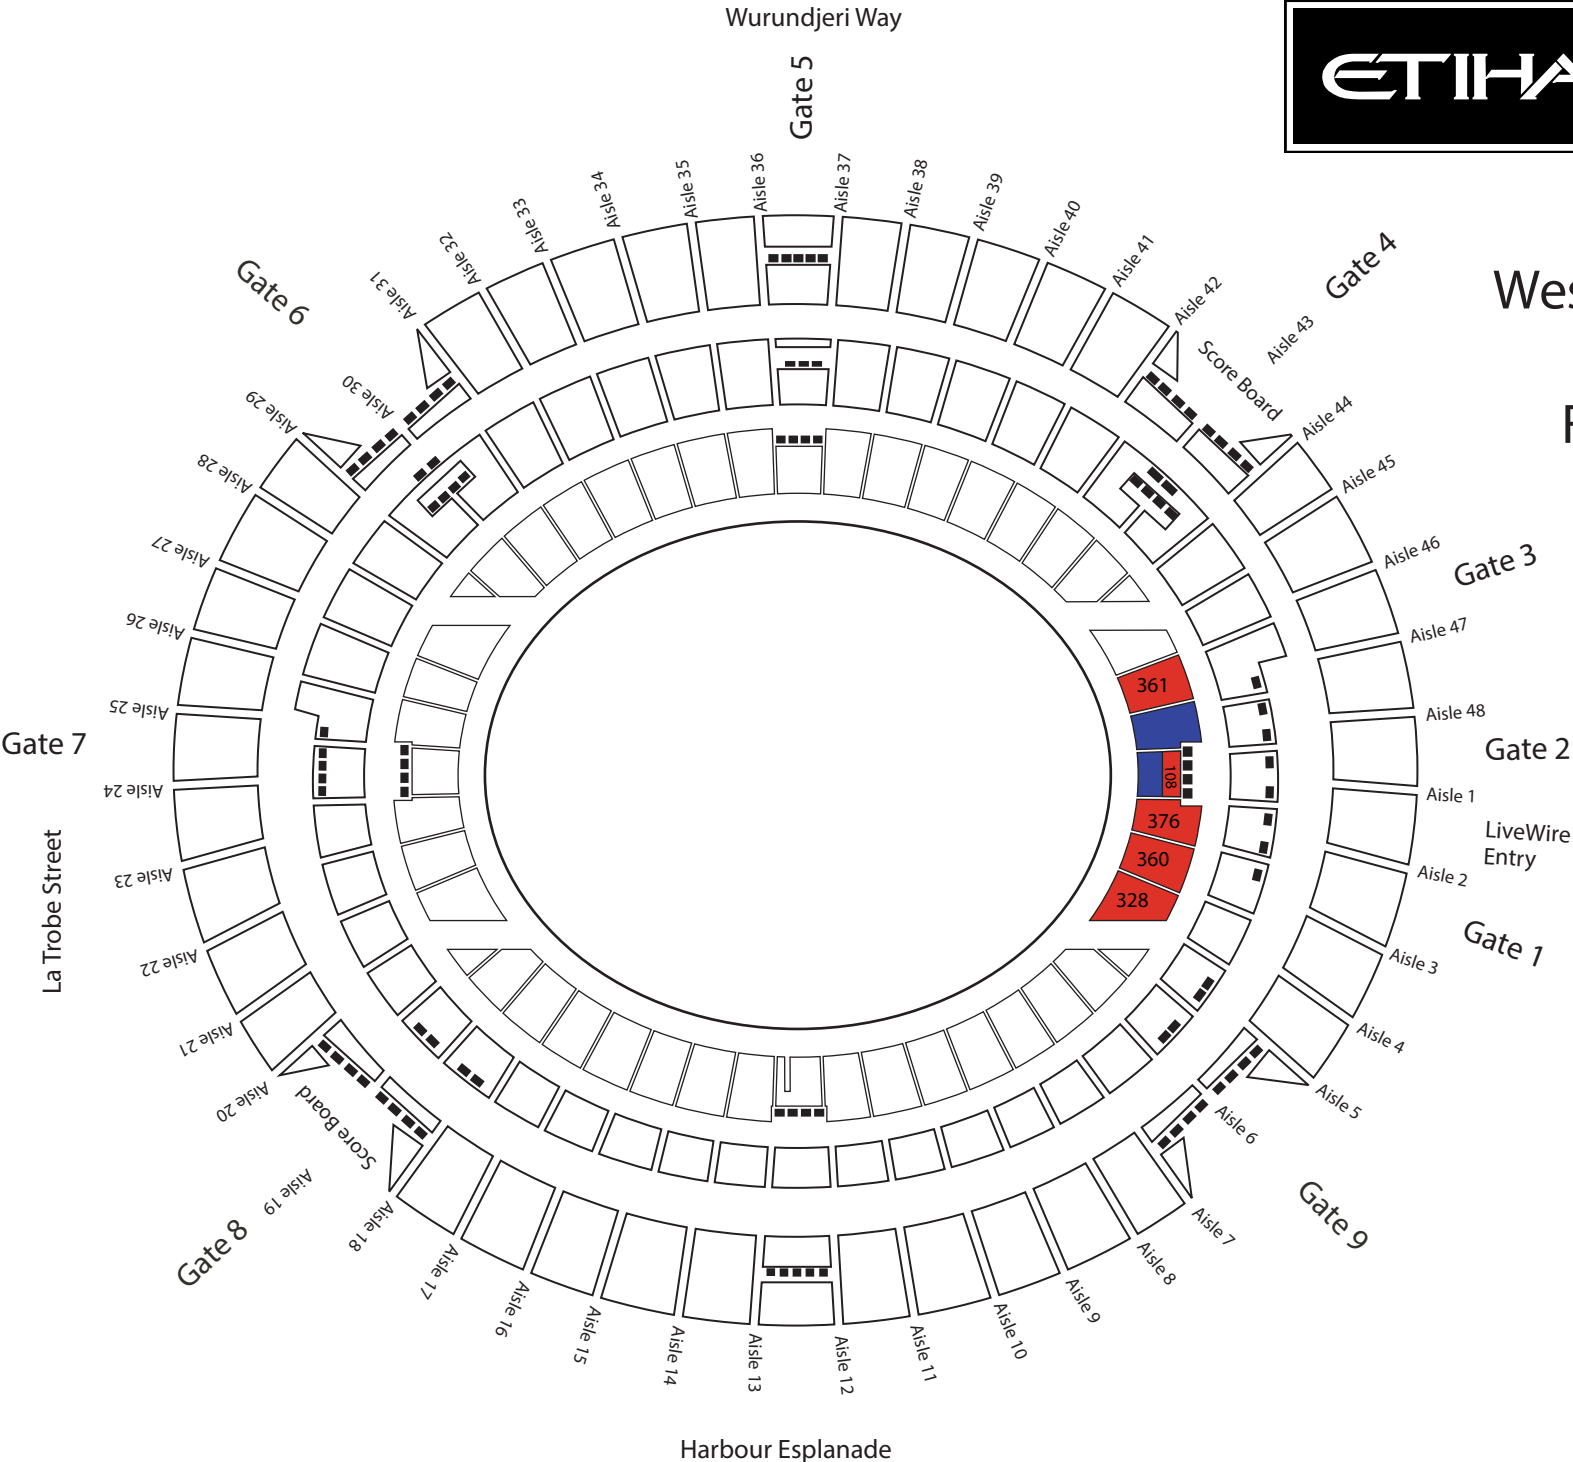 Wurundjeri Way
ETIHA
Gate 5
Aisle 31
Aisle 32
Aisle 33
Aisle 34
Aisle 35
Aisle 36
Aisle 37
Aisle 38
Aisle 39
Aisle 40
Aisle 41
Aisle 42
Gate 4
Aisle 43
Score Board
Aisle 44
Wes
Gate 6
Aisle 30
Aisle 29
Aisle 28
Aisle 27
Aisle 26
Aisle 25
Gate 7
Aisle 24
La Trobe Street
Aisle 23
Aisle 22
Aisle 21
Aisle 20
Score Board
Aisle 19
Gate 8
Aisle 45
Aisle 46
Gate 3
Aisle 47
Aisle 48
Gate 2
Aisle 1
LiveWire
Entry
Aisle 2
Gate 1
Aisle 3
Aisle 4
Aisle 5
Aisle 6
Gate 9
361
108
376
360
328
Aisle 18
Aisle 17
Aisle 16
Aisle 15
Aisle 14
Aisle 13
Aisle 12
Aisle 11
Aisle 10
Aisle 9
Aisle 8
Aisle 7
Harbour Esplanade